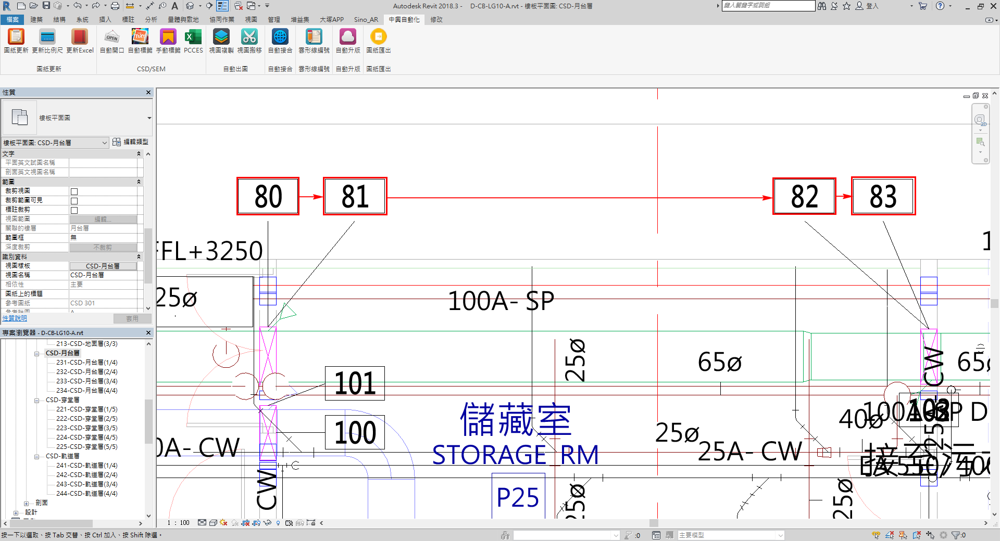 Autodesk Revit 2018.3 - D-CB-LG10-A.rvt - 樓板平面圖: CSD-月台層
鍵入關鍵字或詞組
登入
檔案 建築 結構 系統 插入 標註 分析 量體與敷地 協同作業 視圖 管理 增益集 大塚APP Sino_AR 中興自動化 修改
圖紙更新 更新比例尺 更新Excel 自動開口 自動標籤 手動標籤 PCCES 視圖複製 視圖搬移 自動接合 雲形線編號 自動升版 圖紙匯出
圖紙更新 CSD/SEM 自動出圖 自動接合 雲形線編號 自動升版 圖紙匯出
性質
樓板平面圖
樓板平面圖: CSD-月台層 編輯類型
文字
平面英文試圖名稱
剖面英文視圖名稱
範圍
裁剪視圖
裁剪範圍可見
標註裁剪
視圖範圍 編輯...
關聯的樓層 月台層
範圍框 無
深度裁剪 不裁剪
識別資料
視圖樣板 CSD-月台層
視圖名稱 CSD-月台層
相依性 主要
圖紙上的標題
參考圖紙 CSD 301
性質說明 套用
專案瀏覽器 - D-CB-LG10-A.rvt
213-CSD-地面層(3/3)
CSD-月台層
231-CSD-月台層(1/4)
232-CSD-月台層(2/4)
233-CSD-月台層(3/4)
234-CSD-月台層(4/4)
CSD-穿堂層
221-CSD-穿堂層(1/5)
222-CSD-穿堂層(2/5)
223-CSD-穿堂層(3/5)
224-CSD-穿堂層(4/5)
225-CSD-穿堂層(5/5)
CSD-軌道層
241-CSD-軌道層(1/4)
242-CSD-軌道層(2/4)
243-CSD-軌道層(3/4)
244-CSD-軌道層(4/4)
剖面
設計
2D
80 81 82 83
FFL+3250
25ø
100A- SP
25ø
65ø
65ø
CW
101
100
儲藏室
STORAGE RM
P25
0A- CW
CW
25ø
25A- CW
40ø
100A- SP D
25ø
25ø
1 : 100
按一下以選取、按 Tab 交替、按 Ctrl 加入、按 Shift 除選。
:0
主要模型
:0